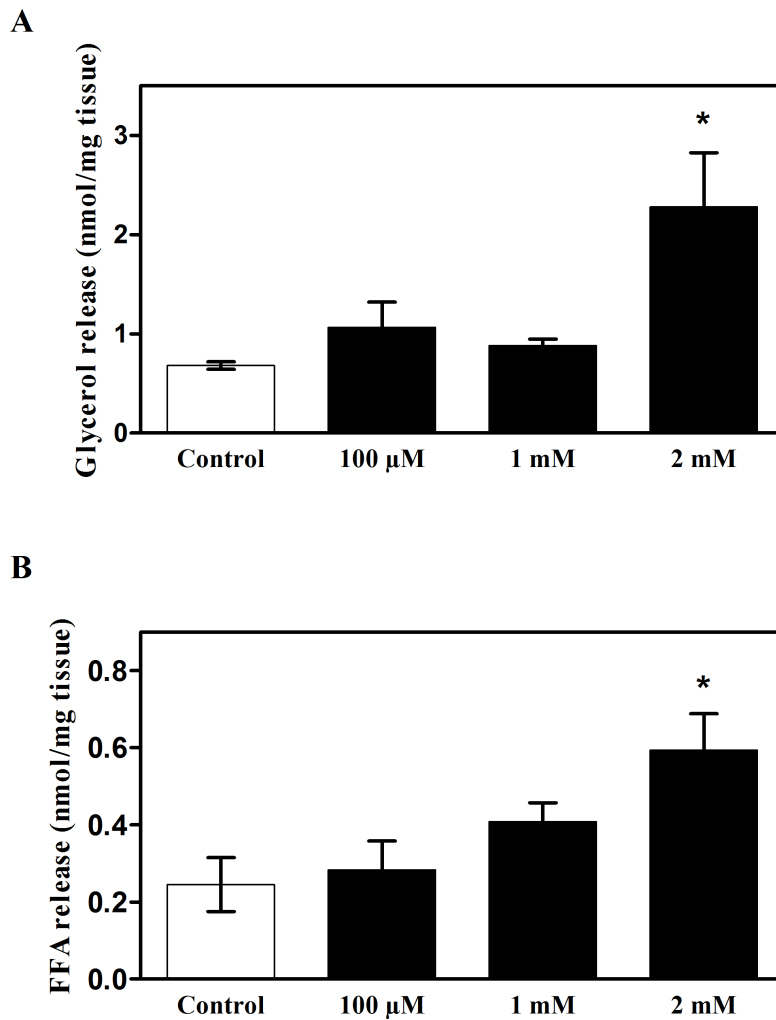 A
Glycerol release (nmol/mg tissue)
3
2
1
0
*
Control 100 µM 1 mM 2 mM
B
FFA release (nmol/mg tissue)
0.8
0.6
0.4
0.2
0.0
*
Control 100 µM 1 mM 2 mM